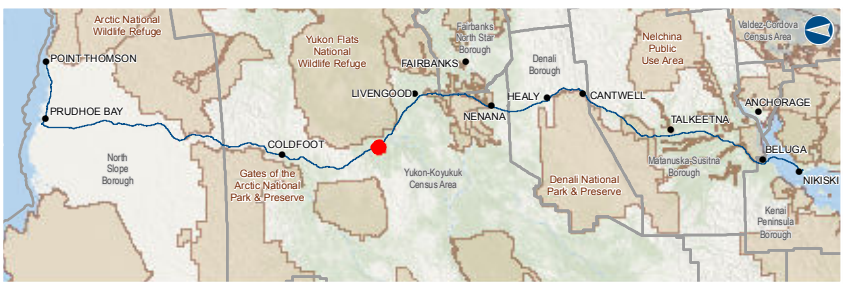 Arctic National
Wildlife Refuge
POINT THOMSON
PRUDHOE BAY
North
Slope
Borough
COLDFOOT
Gates of the
Arctic National
Park & Preserve
Yukon Flats
National
Wildlife Refuge
Fairbanks
North Star
Borough
FAIRBANKS
LIVENGOOD
NENANA
Yukon-Koyukuk
Census Area
Denali
Borough
HEALY
CANTWELL
Denali National
Park & Preserve
Nelchina
Public
Use Area
TALKEETNA
Matanuska-Susitna
Borough
Valdez-Cordova
Census Area
ANCHORAGE
BELUGA
NIKISKI
Kenai
Peninsula
Borough